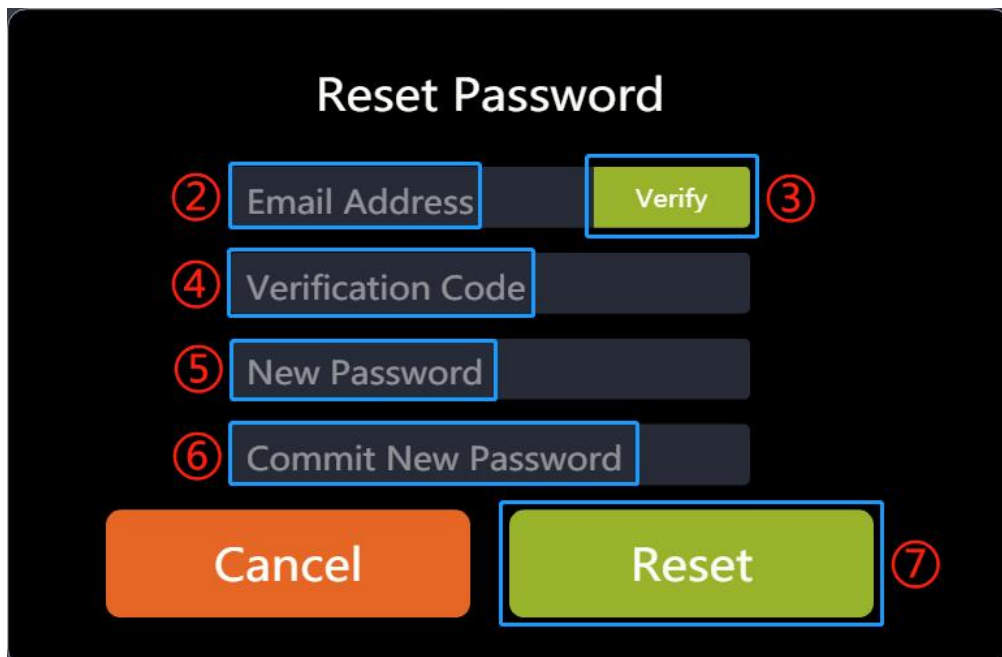 Reset Password
② Email Address Verify ③
④ Verification Code
⑤ New Password
⑥ Commit New Password
Cancel Reset ⑦